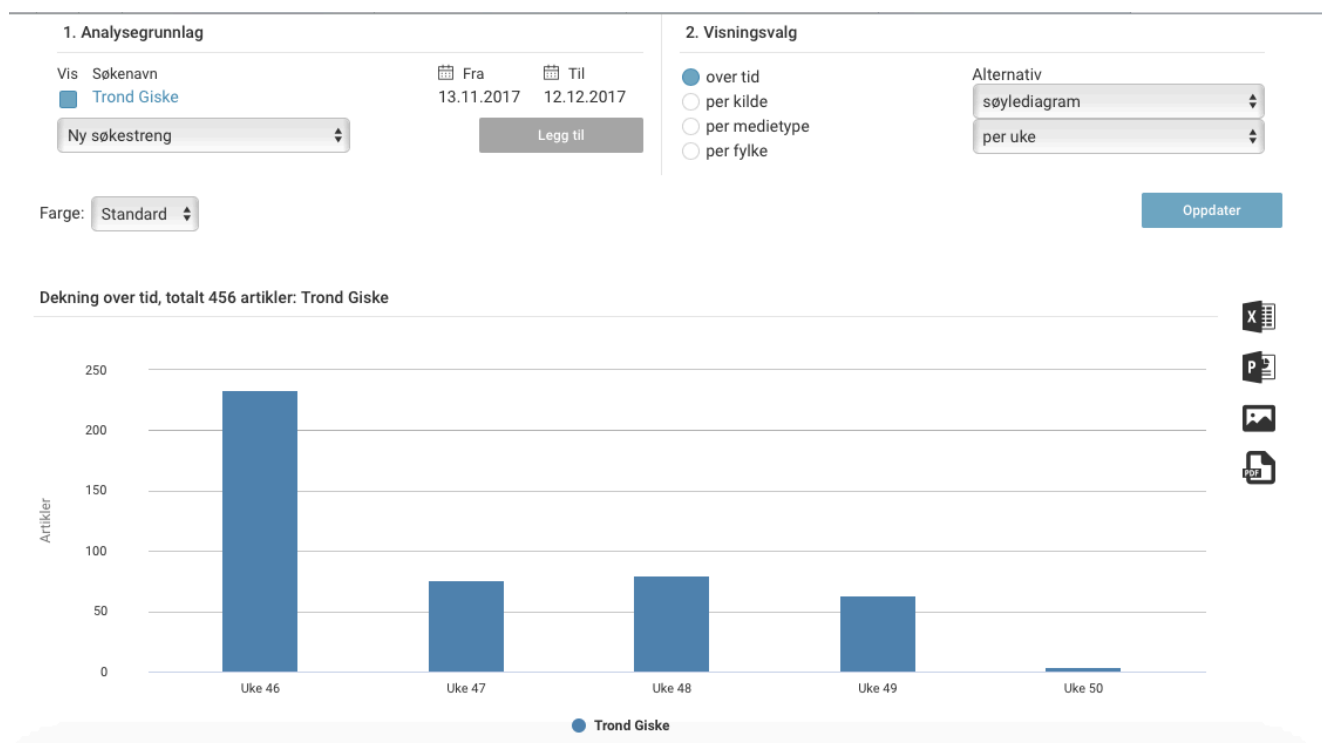 1. Analysegrunnlag
Vis Søkenavn Fra Til
Trond Giske 13.11.2017 12.12.2017
Ny søkestreng Legg til
2. Visningsvalg
over tid
per kilde
per medietype
per fylke
Alternativ
søylediagram
per uke
Farge: Standard
Oppdater
Dekning over tid, totalt 456 artikler: Trond Giske
X
P
PDF
Artikler
250
200
150
100
50
0
Uke 46 Uke 47 Uke 48 Uke 49 Uke 50
Trond Giske